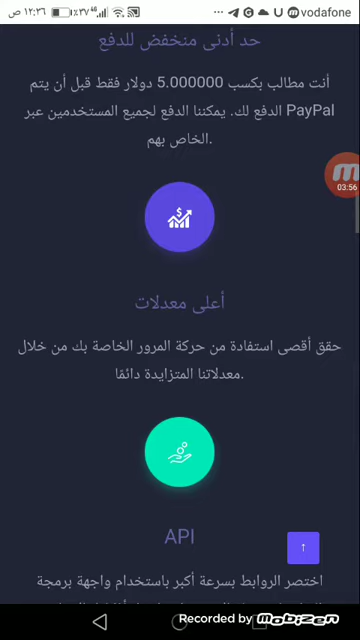 ١٢:٣٦ ص ٪٣٧ 4G ... vodafone
حد أدنى منخفض للدفع
أنت مطالب بكسب 5.000000 دولار فقط قبل أن يتم
الدفع لك. يمكننا الدفع لجميع المستخدمين عبر PayPal
الخاص بهم.
03:56
أعلى معدلات
حقق أقصى استفادة من حركة المرور الخاصة بك من خلال
معدلاتنا المتزايدة دائمًا.
API
↑
اختصر الروابط بسرعة أكبر باستخدام واجهة برمجة
Recorded by Mobizen